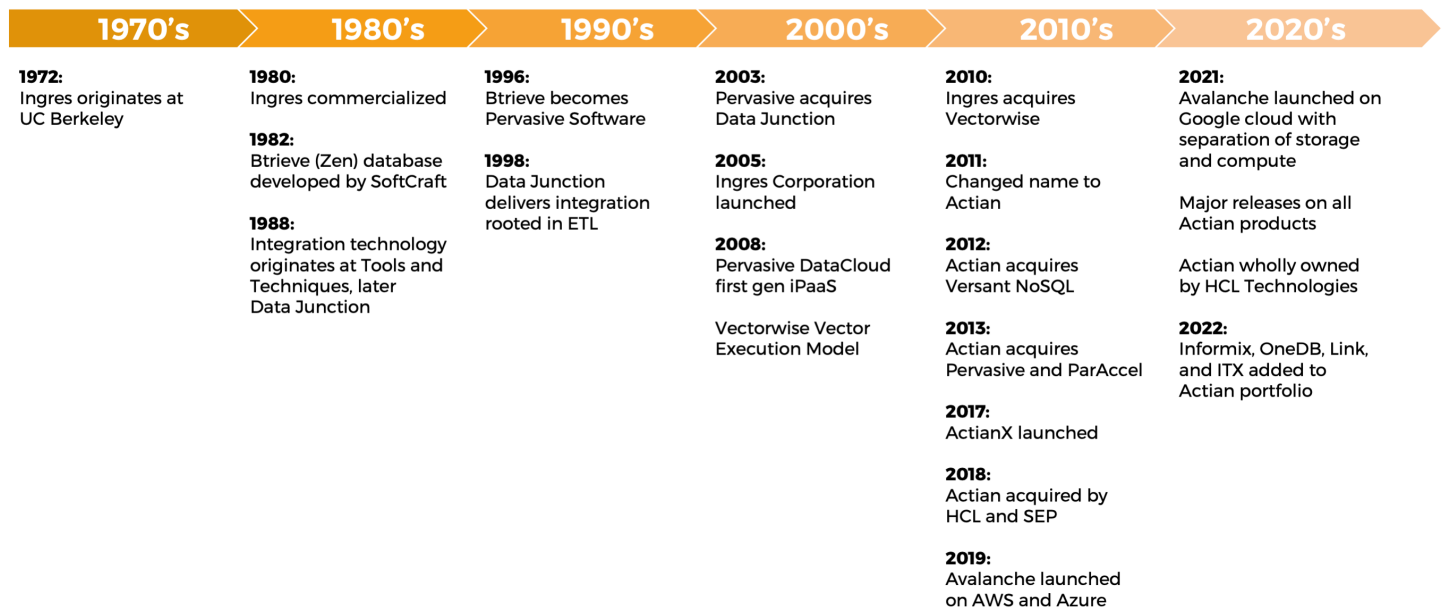 1970's
1980's
1990's
2000's
2010's
2020's
1972:
Ingres originates at
UC Berkeley
1980:
Ingres commercialized
1982:
Btrieve (Zen) database
developed by SoftCraft
1988:
Integration technology
originates at Tools and
Techniques, later
Data Junction
1996:
Btrieve becomes
Pervasive Software
1998:
Data Junction
delivers integration
rooted in ETL
2003:
Pervasive acquires
Data Junction
2005:
Ingres Corporation
launched
2008:
Pervasive DataCloud
first gen iPaaS
Vectorwise Vector
Execution Model
2010:
Ingres acquires
Vectorwise
2011:
Changed name to
Actian
2012:
Actian acquires
Versant NoSQL
2013:
Actian acquires
Pervasive and ParAccel
2017:
ActianX launched
2018:
Actian acquired by
HCL and SEP
2019:
Avalanche launched
on AWS and Azure
2021:
Avalanche launched on
Google cloud with
separation of storage
and compute
Major releases on all
Actian products
Actian wholly owned
by HCL Technologies
2022:
Informix, OneDB, Link,
and ITX added to
Actian portfolio